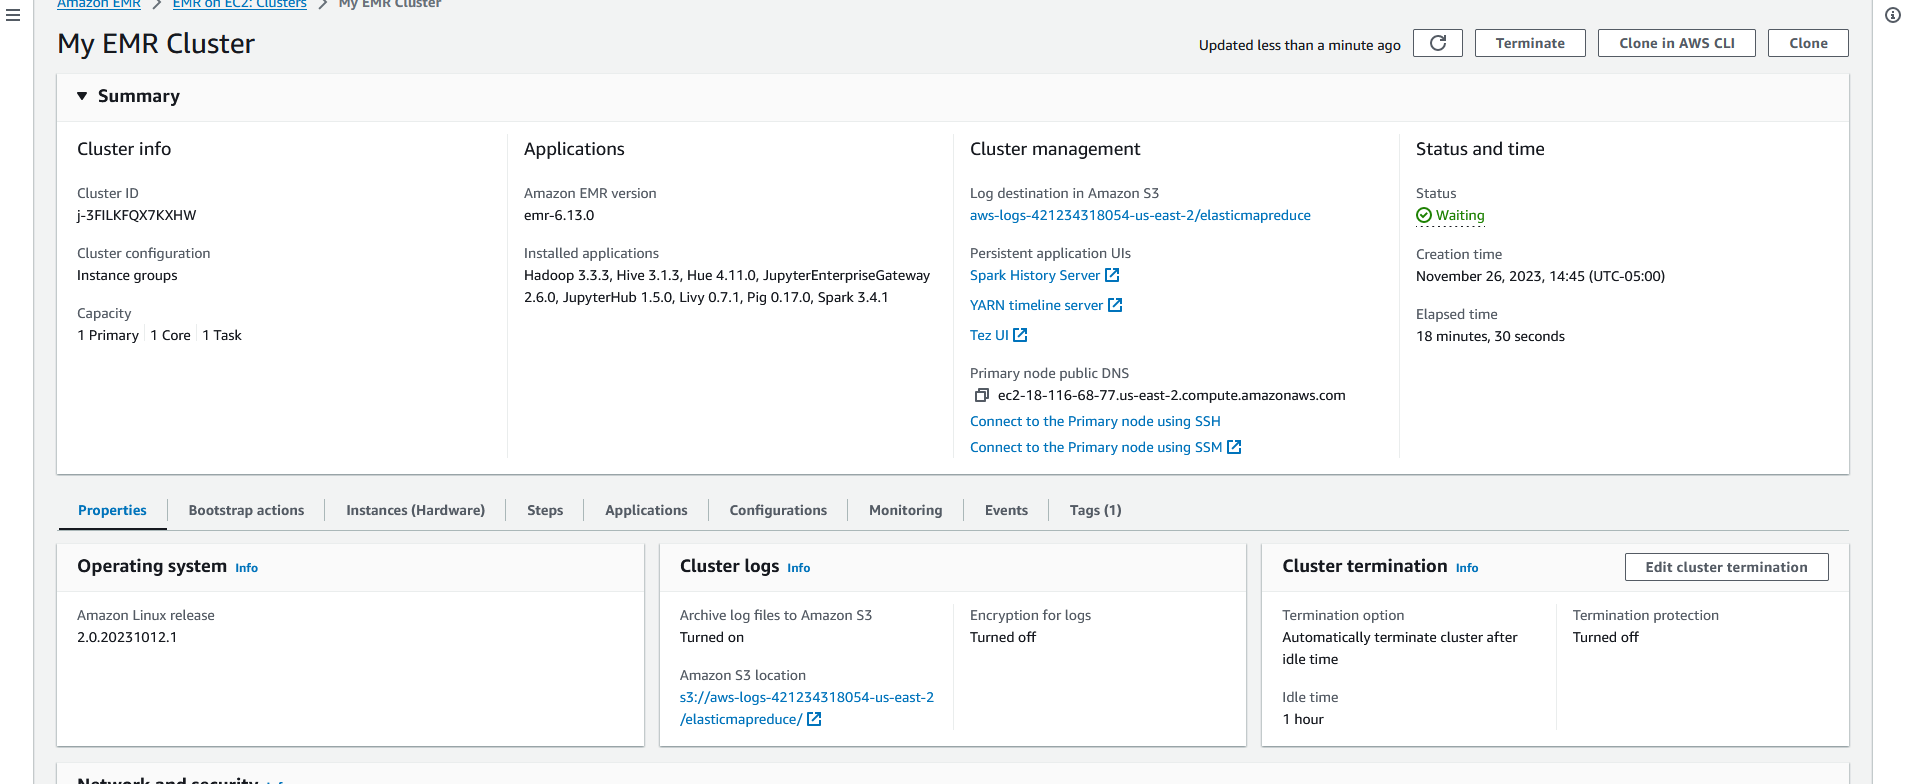 Amazon EMR > EMR on EC2: Clusters > My EMR Cluster
My EMR Cluster
Updated less than a minute ago
Terminate
Clone in AWS CLI
Clone
Summary
Cluster info
Cluster ID
j-3FILKFQX7KXHW
Cluster configuration
Instance groups
Capacity
1 Primary | 1 Core | 1 Task
Applications
Amazon EMR version
emr-6.13.0
Installed applications
Hadoop 3.3.3, Hive 3.1.3, Hue 4.11.0, JupyterEnterpriseGateway
2.6.0, JupyterHub 1.5.0, Livy 0.7.1, Pig 0.17.0, Spark 3.4.1
Cluster management
Log destination in Amazon S3
aws-logs-421234318054-us-east-2/elasticmapreduce
Persistent application UIs
Spark History Server
YARN timeline server
Tez UI
Primary node public DNS
ec2-18-116-68-77.us-east-2.compute.amazonaws.com
Connect to the Primary node using SSH
Connect to the Primary node using SSM
Status and time
Status
Waiting
Creation time
November 26, 2023, 14:45 (UTC-05:00)
Elapsed time
18 minutes, 30 seconds
Properties
Bootstrap actions
Instances (Hardware)
Steps
Applications
Configurations
Monitoring
Events
Tags (1)
Operating system Info
Amazon Linux release
2.0.20231012.1
Cluster logs Info
Archive log files to Amazon S3
Turned on
Amazon S3 location
s3://aws-logs-421234318054-us-east-2
/elasticmapreduce/
Encryption for logs
Turned off
Cluster termination Info
Edit cluster termination
Termination option
Automatically terminate cluster after
idle time
Idle time
1 hour
Termination protection
Turned off
Network and security Info